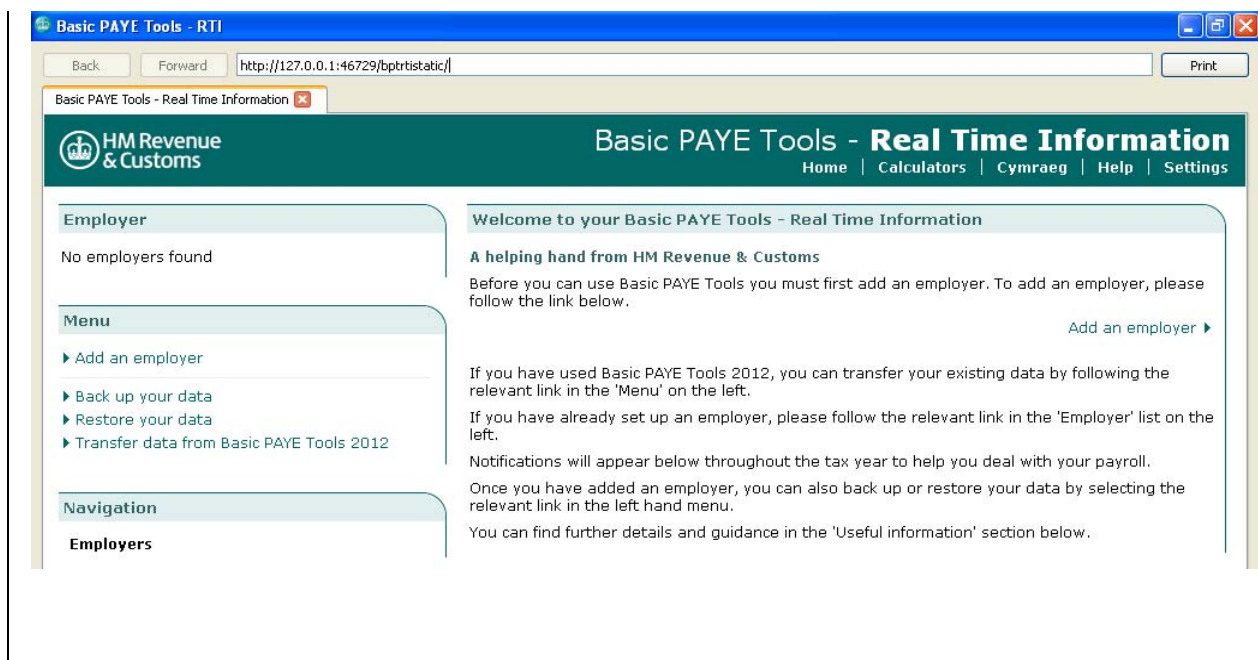 Basic PAYE Tools - RTI
Back Forward http://127.0.0.1:46729/bptrtistatic/ Print
Basic PAYE Tools - Real Time Information
HM Revenue
& Customs
Basic PAYE Tools - Real Time Information
Home | Calculators | Cymraeg | Help | Settings
Employer
No employers found
Menu
Add an employer
Back up your data
Restore your data
Transfer data from Basic PAYE Tools 2012
Navigation
Employers
Welcome to your Basic PAYE Tools - Real Time Information
A helping hand from HM Revenue & Customs
Before you can use Basic PAYE Tools you must first add an employer. To add an employer, please
follow the link below.
Add an employer
If you have used Basic PAYE Tools 2012, you can transfer your existing data by following the
relevant link in the 'Menu' on the left.
If you have already set up an employer, please follow the relevant link in the 'Employer' list on the
left.
Notifications will appear below throughout the tax year to help you deal with your payroll.
Once you have added an employer, you can also back up or restore your data by selecting the
relevant link in the left hand menu.
You can find further details and guidance in the 'Useful information' section below.